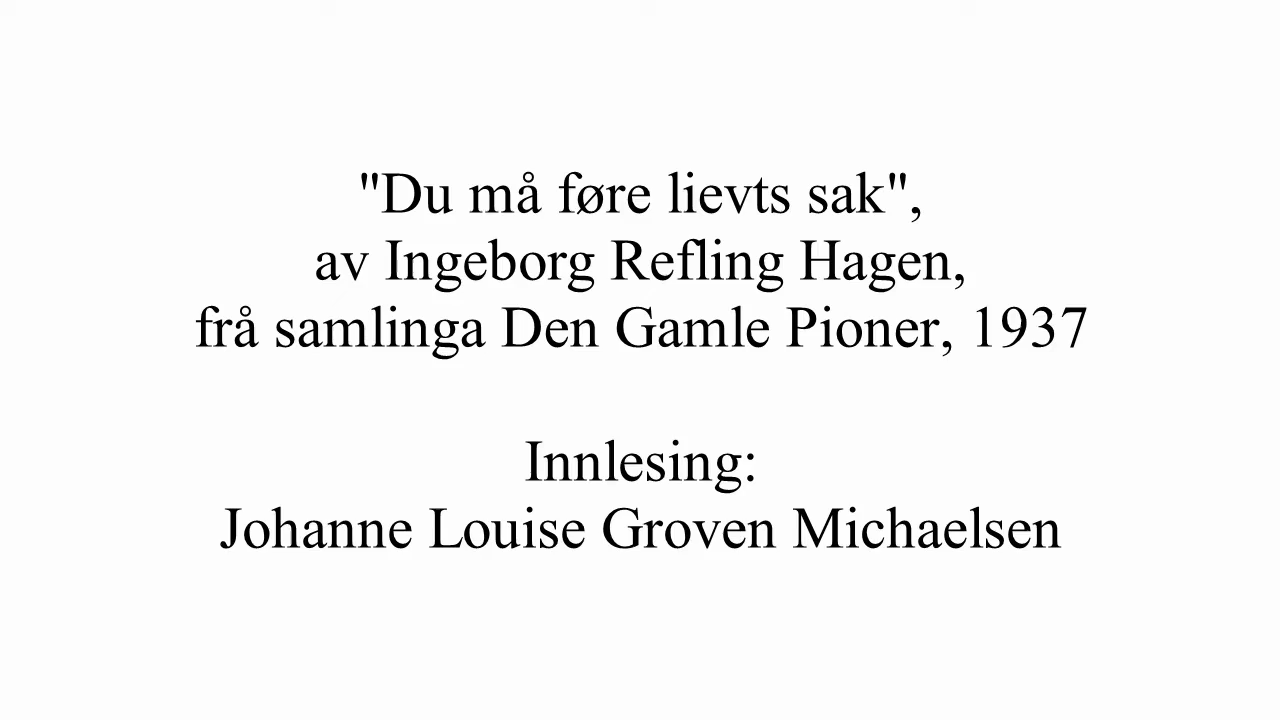 "Du må føre lievts sak",
av Ingeborg Refling Hagen,
frå samlinga Den Gamle Pioner, 1937
Innlesing:
Johanne Louise Groven Michaelsen